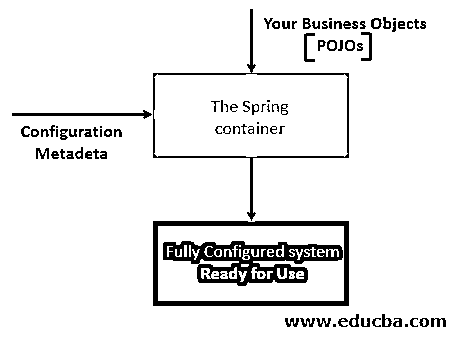 Your Business Objects
[POJOs]
The Spring
container
Configuration
Metadeta
Fully Configured system
Ready for Use
www.educba.com